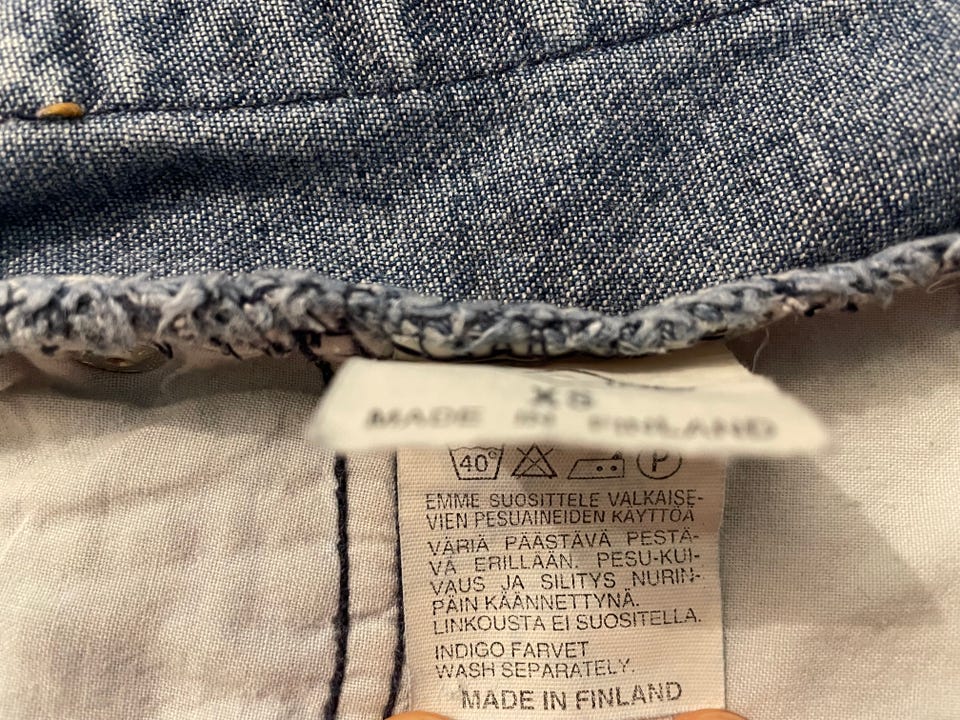 XS
MADE IN FINLAND
40°
P
EMME SUOSITTELE VALKAISE-
VIEN PESUAINEIDEN KÄYTTÖÄ
VÄRIÄ PÄÄSTÄVÄ PESTÄ-
VÄ ERILLÄÄN. PESU-KUI-
VAUS JA SILITYS NURIN-
PÄIN KÄÄNNETTYNÄ.
LINKOUSTA EI SUOSITELLA.
INDIGO FARVET
WASH SEPARATELY.
MADE IN FINLAND